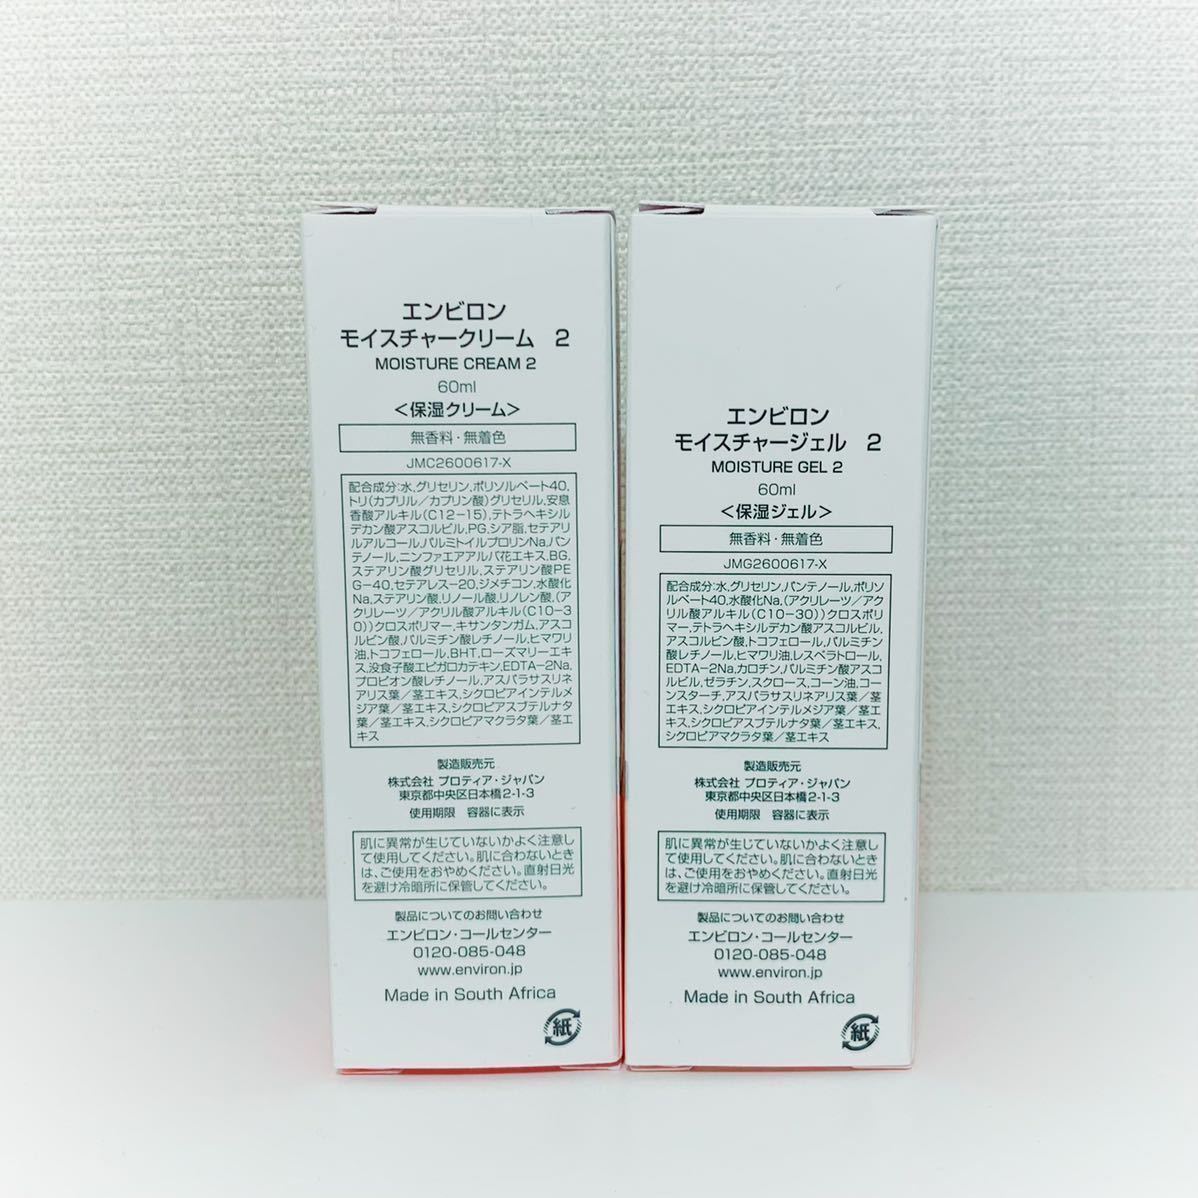 エンビロン
モイスチャークリーム 2
MOISTURE CREAM 2
60ml
<保湿クリーム>
無香料・無着色
JMC2600617-X
配合成分:水,グリセリン,ポリソルベート40,
トリ(カプリル/カプリン酸)グリセリル,安息
香酸アルキル(C12-15),テトラヘキシル
デカン酸アスコルビル,PG,シア脂,セテアリ
ルアルコール,パルミトイルプロリンNa,パン
テノール,ニンファエアアルバ花エキス,BG,
ステアリン酸グリセリル,ステアリン酸PE
G-40,セテアレス-20,ジメチコン,水酸化
Na,ステアリン酸,リノール酸,リノレン酸,(ア
クリレーツ/アクリル酸アルキル(C10-3
0))クロスポリマー,キサンタンガム,アスコ
ルビン酸,パルミチン酸レチノール,ヒマワリ
油,トコフェロール,BHT,ローズマリーエキ
ス,没食子酸エピガロカテキン,EDTA-2Na,
プロピオン酸レチノール,アスパラサスリネ
アリス葉/茎エキス,シクロピアインテルメ
ジア葉/茎エキス,シクロピアスブテルナタ
葉/茎エキス,シクロピアマクラタ葉/茎エ
キス
製造販売元
株式会社 プロティア・ジャパン
東京都中央区日本橋2-1-3
使用期限 容器に表示
肌に異常が生じていないかよく注意し
て使用してください。肌に合わないとき
は、ご使用をおやめください。直射日光
を避け冷暗所に保管してください。
製品についてのお問い合わせ
エンビロン・コールセンター
0120-085-048
www.environ.jp
Made in South Africa
紙
エンビロン
モイスチャージェル 2
MOISTURE GEL 2
60ml
<保湿ジェル>
無香料・無着色
JMG2600617-X
配合成分:水,グリセリン,パンテノール,ポリソ
ルベート40,水酸化Na,(アクリレーツ/アク
リル酸アルキル(C10-30))クロスポリ
マー,テトラヘキシルデカン酸アスコルビル,
アスコルビン酸,トコフェロール,パルミチン
酸レチノール,ヒマワリ油,レスベラトロール,
EDTA-2Na,カロチン,パルミチン酸アスコ
ルビル,ゼラチン,スクロース,コーン油,コー
ンスターチ,アスパラサスリネアリス葉/茎
エキス,シクロピアインテルメジア葉/茎エ
キス,シクロピアスブテルナタ葉/茎エキス,
シクロピアマクラタ葉/茎エキス
製造販売元
株式会社 プロティア・ジャパン
東京都中央区日本橋2-1-3
使用期限 容器に表示
肌に異常が生じていないかよく注意し
て使用してください。肌に合わないとき
は、ご使用をおやめください。直射日光
を避け冷暗所に保管してください。
製品についてのお問い合わせ
エンビロン・コールセンター
0120-085-048
www.environ.jp
Made in South Africa
紙